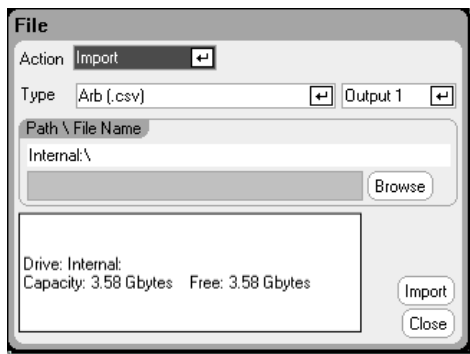 File
Action Import
Type Arb (.csv) Output 1
Path \ File Name
Internal:\
Browse
Drive: Internal:
Capacity: 3.58 Gbytes Free: 3.58 Gbytes
Import
Close